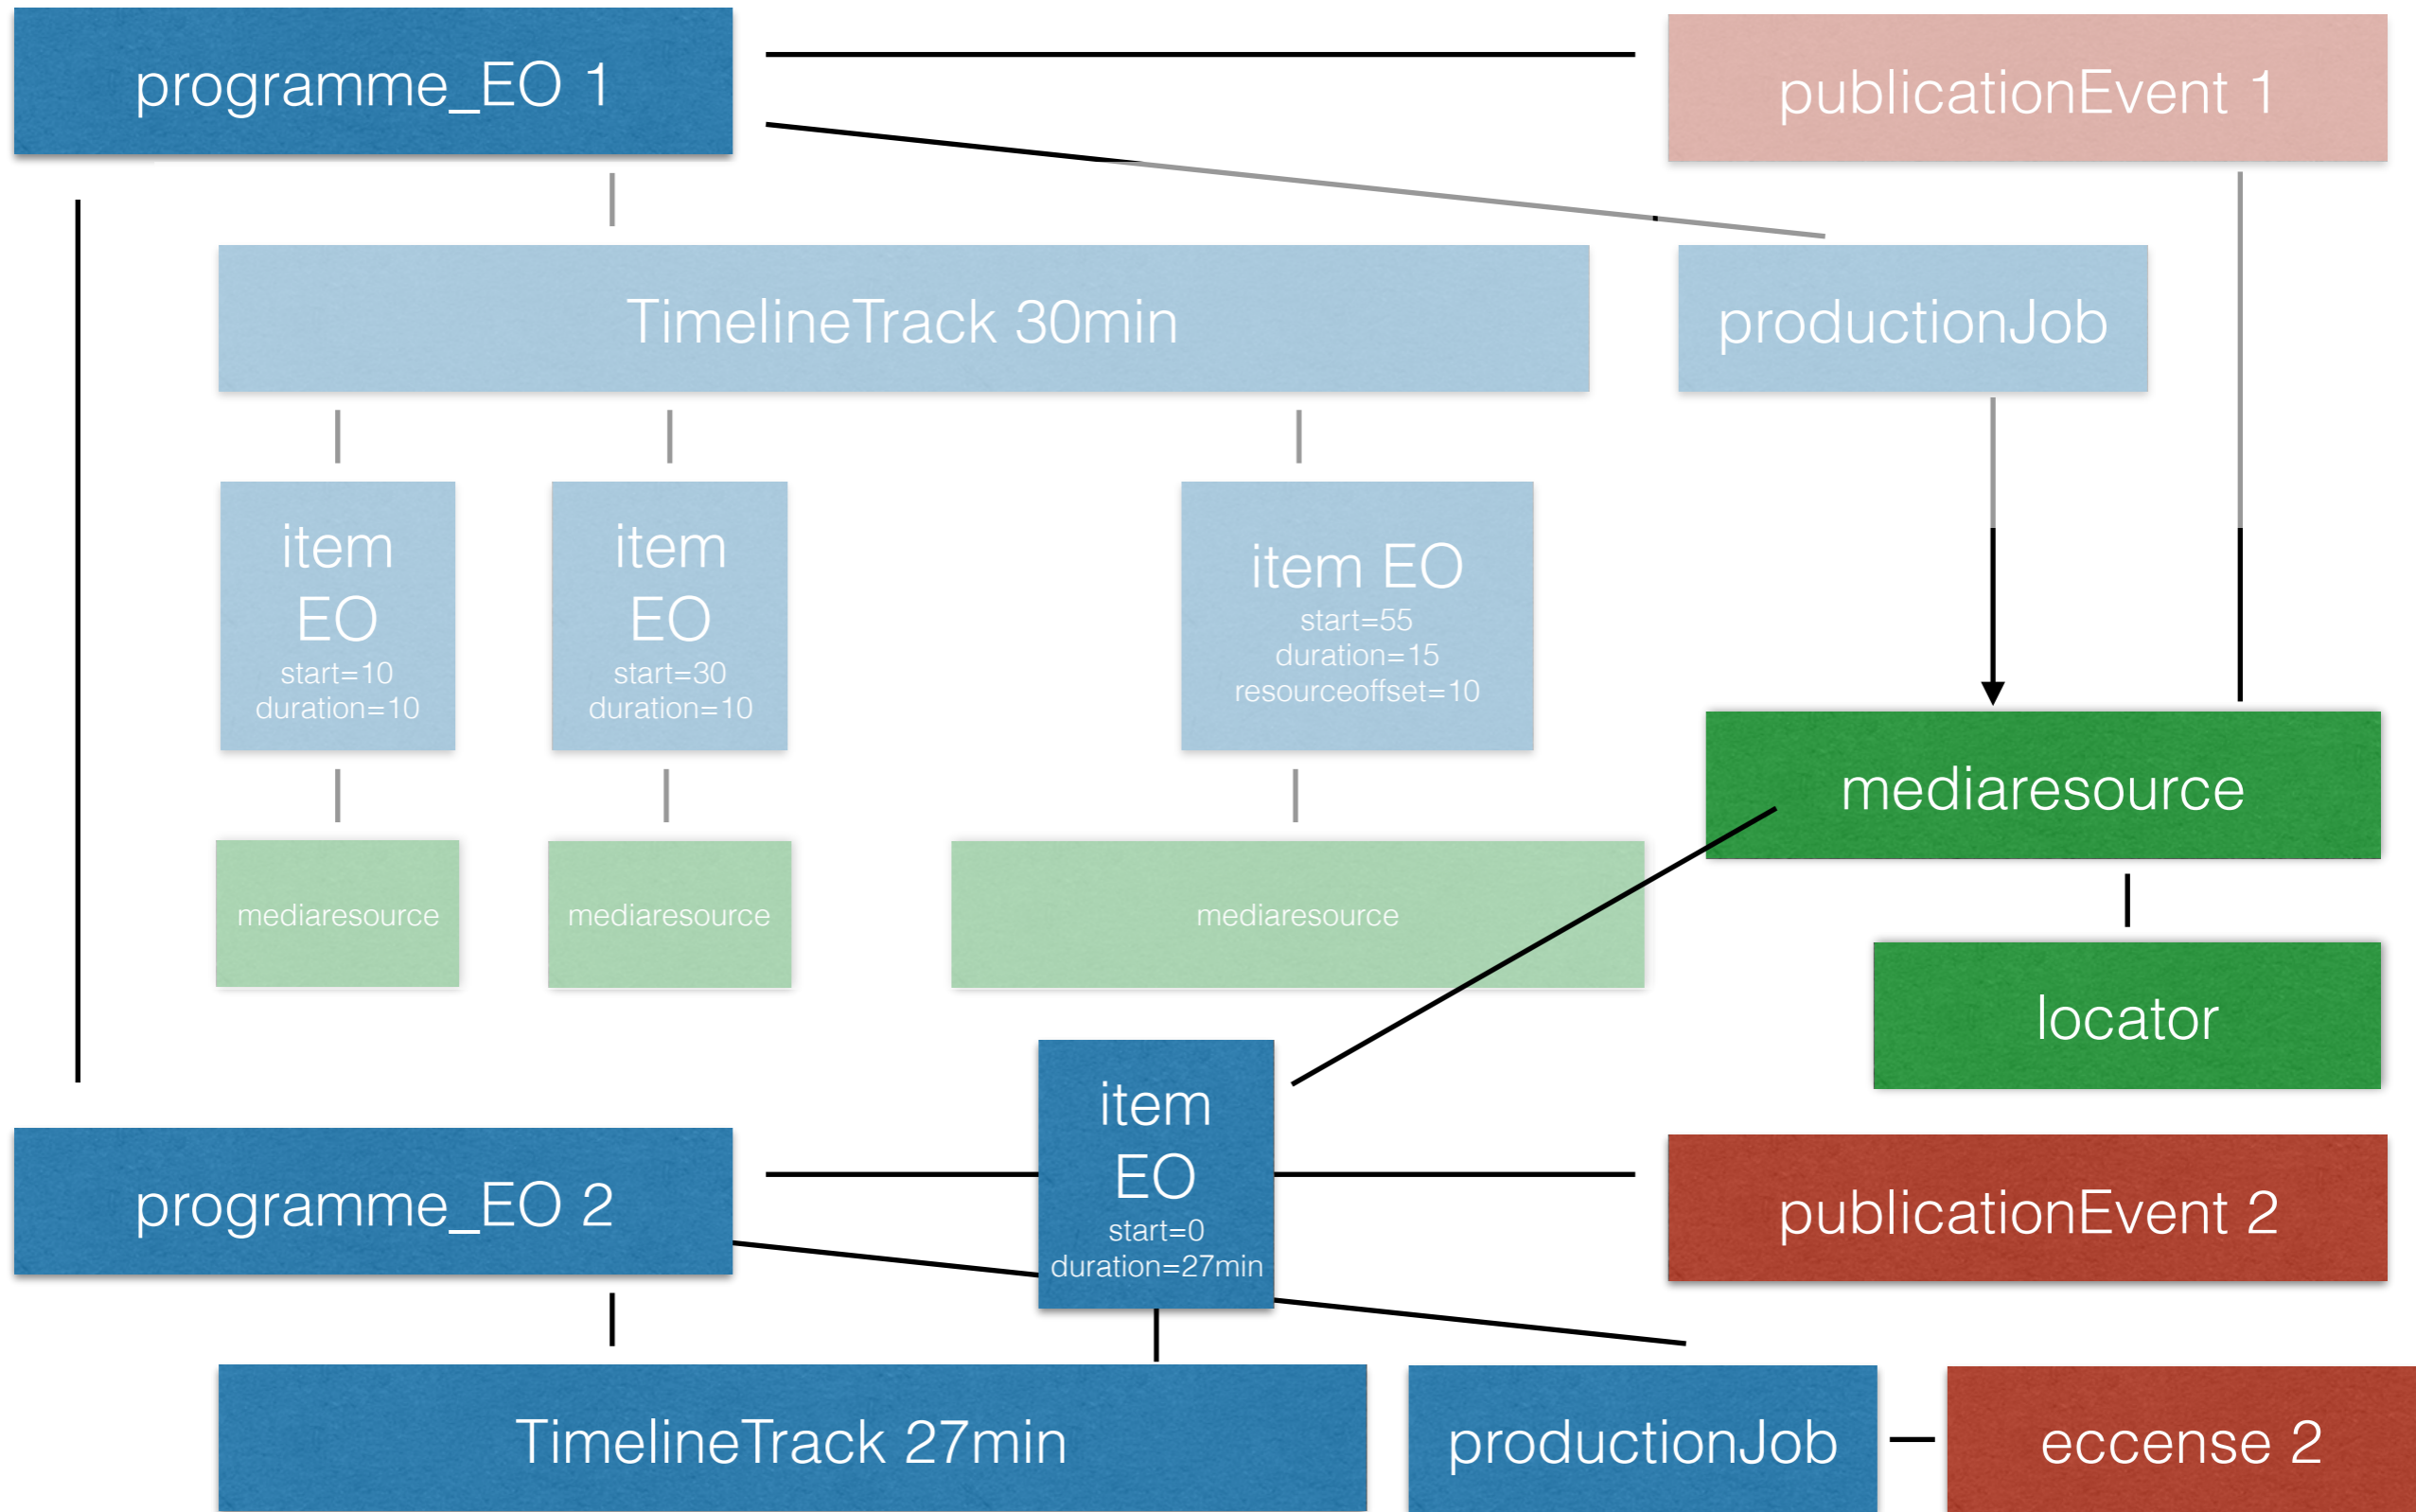 programme_EO 1
publicationEvent 1
TimelineTrack 30min
productionJob
item
EO
start=10
duration=10
item
EO
start=30
duration=10
item EO
start=55
duration=15
resourceoffset=10
mediaresource
mediaresource
mediaresource
mediaresource
locator
item
EO
start=0
duration=27min
programme_EO 2
publicationEvent 2
TimelineTrack 27min
productionJob
eccense 2